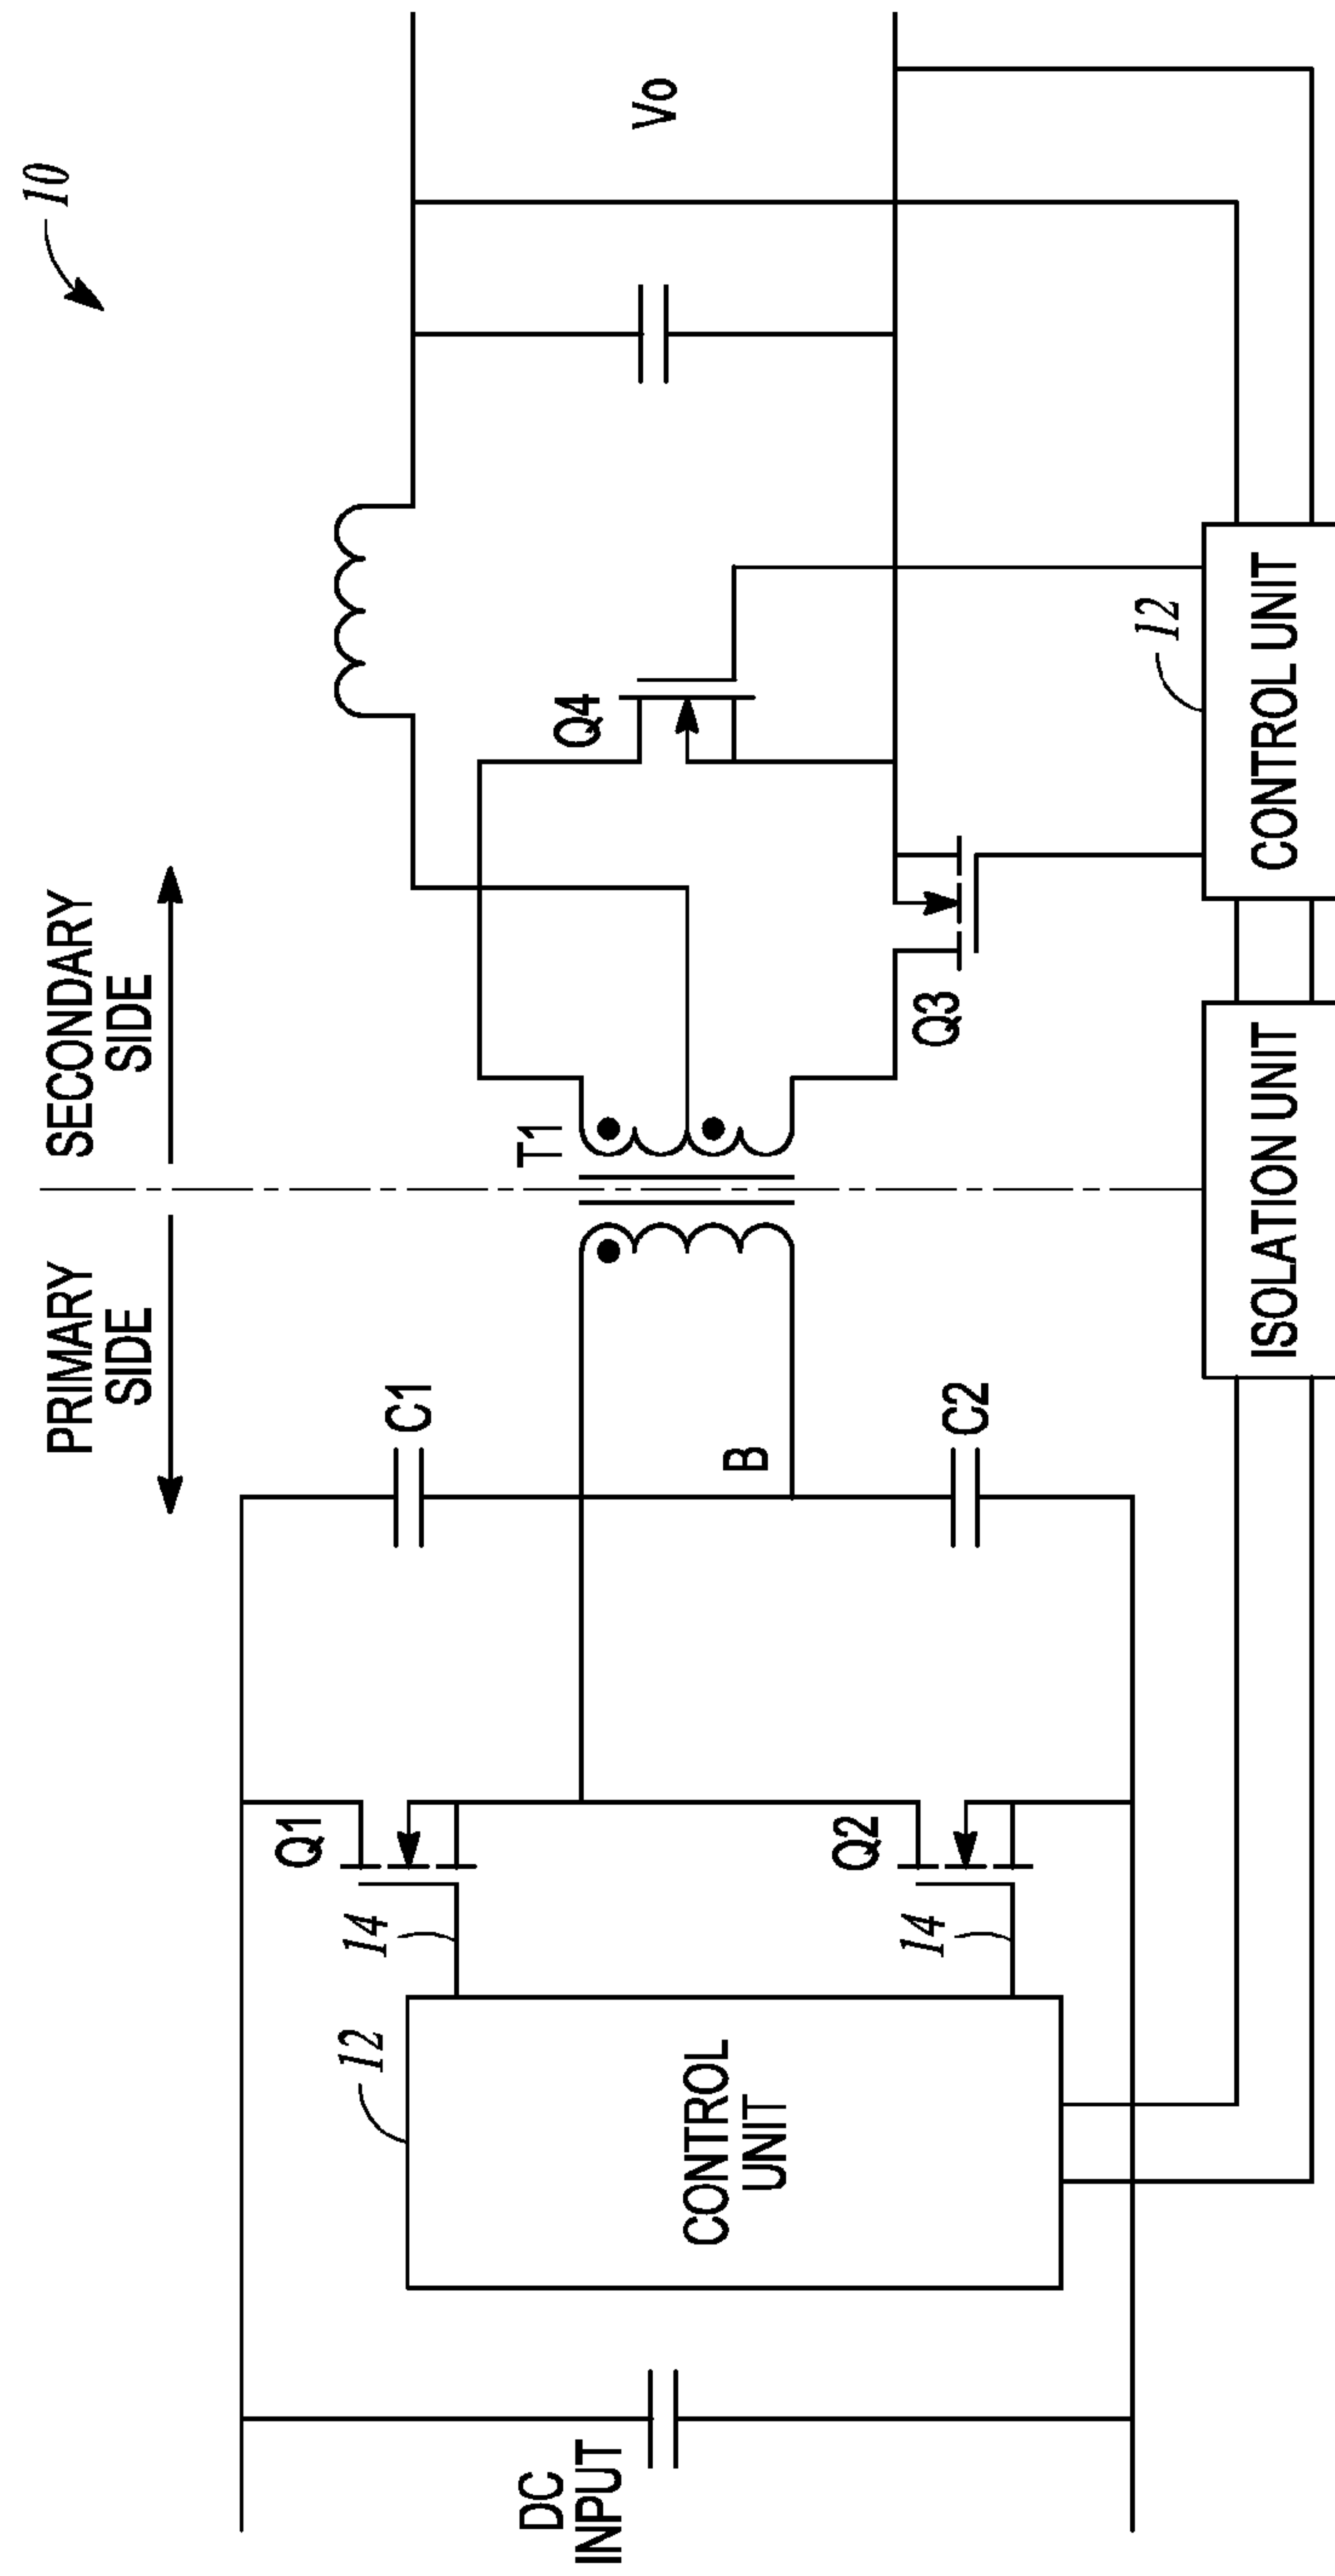 10
PRIMARY
SIDE
SECONDARY
SIDE
Q1
14
12
C1
T1
Q4
Vo
DC
INPUT
CONTROL
UNIT
B
Q2
14
C2
Q3
12
ISOLATION UNIT
CONTROL UNIT